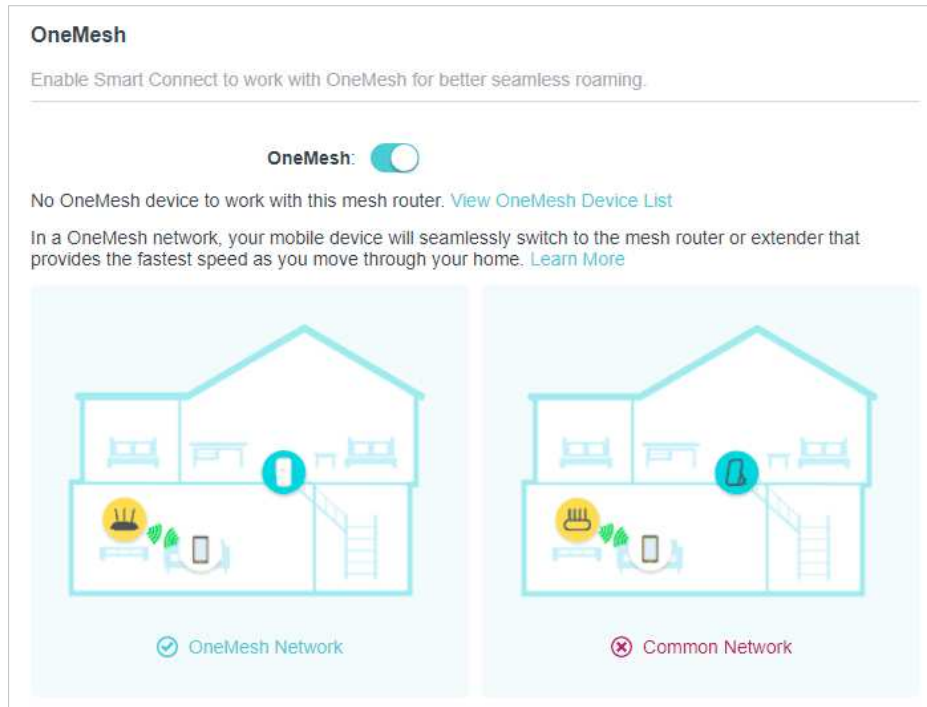 OneMesh
Enable Smart Connect to work with OneMesh for better seamless roaming.
OneMesh:
No OneMesh device to work with this mesh router. View OneMesh Device List
In a OneMesh network, your mobile device will seamlessly switch to the mesh router or extender that
provides the fastest speed as you move through your home. Learn More
OneMesh Network
Common Network